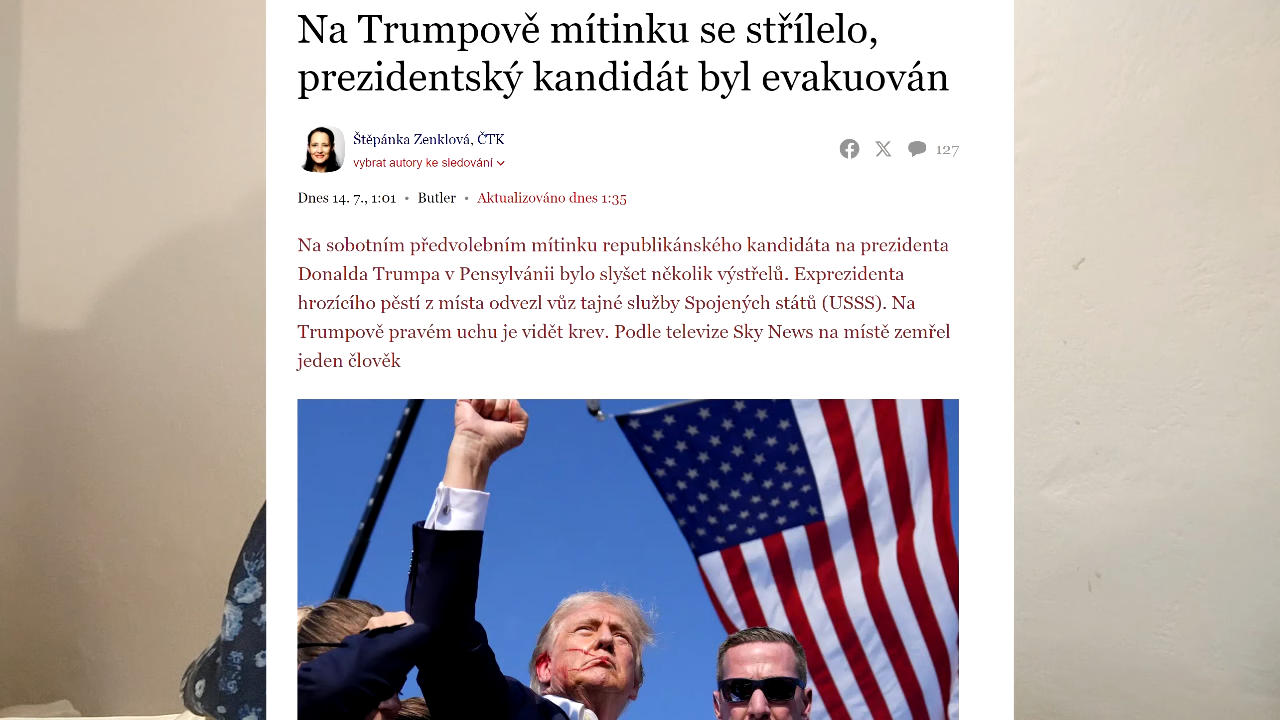 Na Trumpově mítinku se střílelo,
prezidentský kandidát byl evakuován
Štěpánka Zenklová, ČTK
vybrat autory ke sledování
127
Dnes 14. 7., 1:01 • Butler • Aktualizováno dnes 1:35
Na sobotním předvolebním mítinku republikánského kandidáta na prezidenta
Donalda Trumpa v Pensylvánii bylo slyšet několik výstřelů. Exprezidenta
hrozícího pěstí z místa odvezl vůz tajné služby Spojených států (USSS). Na
Trumpově pravém uchu je vidět krev. Podle televize Sky News na místě zemřel
jeden člověk